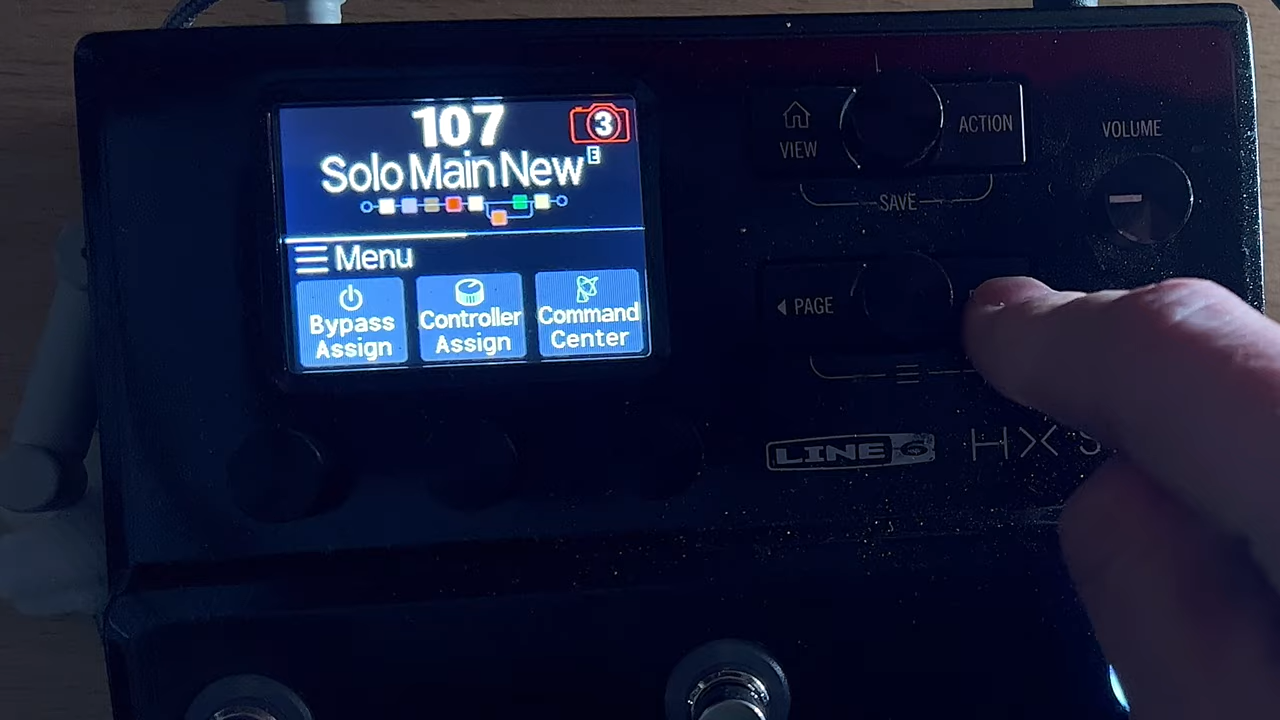 107
3
Solo Main New
E
Menu
Bypass
Assign
Controller
Assign
Command
Center
VIEW
ACTION
SAVE
VOLUME
PAGE
LINE 6
HX S